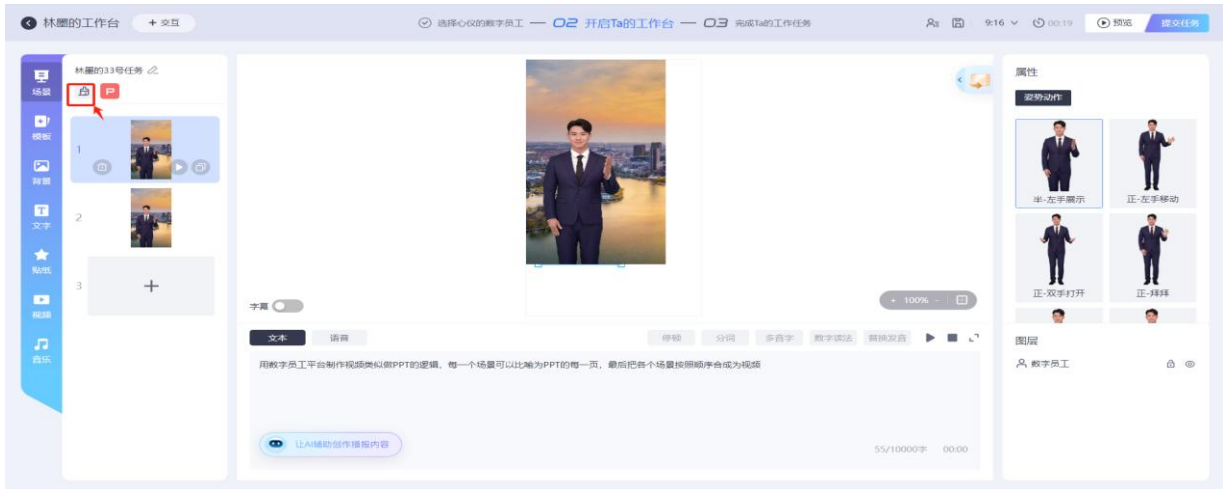 林墨的工作台
+ 交互
选择心仪的数字员工 — 02 开启Ta的工作台 — 03 完成Ta的工作任务
9:16
00:19
预览
提交任务
场景
模板
背景
文字
贴纸
视频
音乐
林墨的33号任务
P
1
2
3
字幕
+ 100% -
属性
姿势动作
半-左手展示
正-左手移动
正-双手打开
正-拜拜
图层
数字员工
文本
语音
停顿
分词
多音字
数字读法
替换发音
用数字员工平台制作视频类似做PPT的逻辑，每一个场景可以比喻为PPT的每一页，最后把各个场景按照顺序合成为视频
让AI辅助创作播报内容
55/10000字
00:00